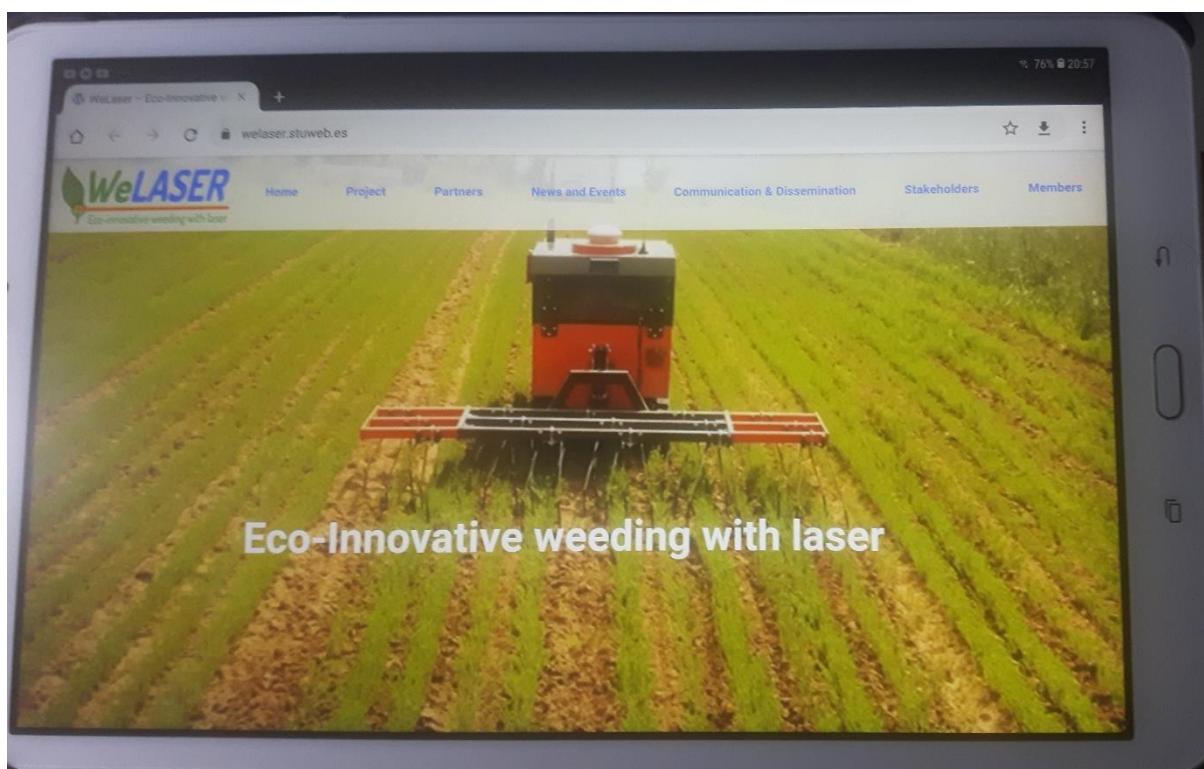 76% 20:57
WeLaser – Eco-Innovative
welaser.stuweb.es
WeLASER
Eco-innovative weeding with laser
Home Project Partners News and Events Communication & Dissemination Stakeholders Members
Eco-Innovative weeding with laser